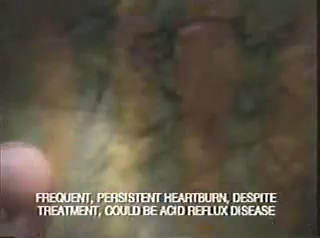 FREQUENT, PERSISTENT HEARTBURN, DESPITE
TREATMENT, COULD BE ACID REFLUX DISEASE